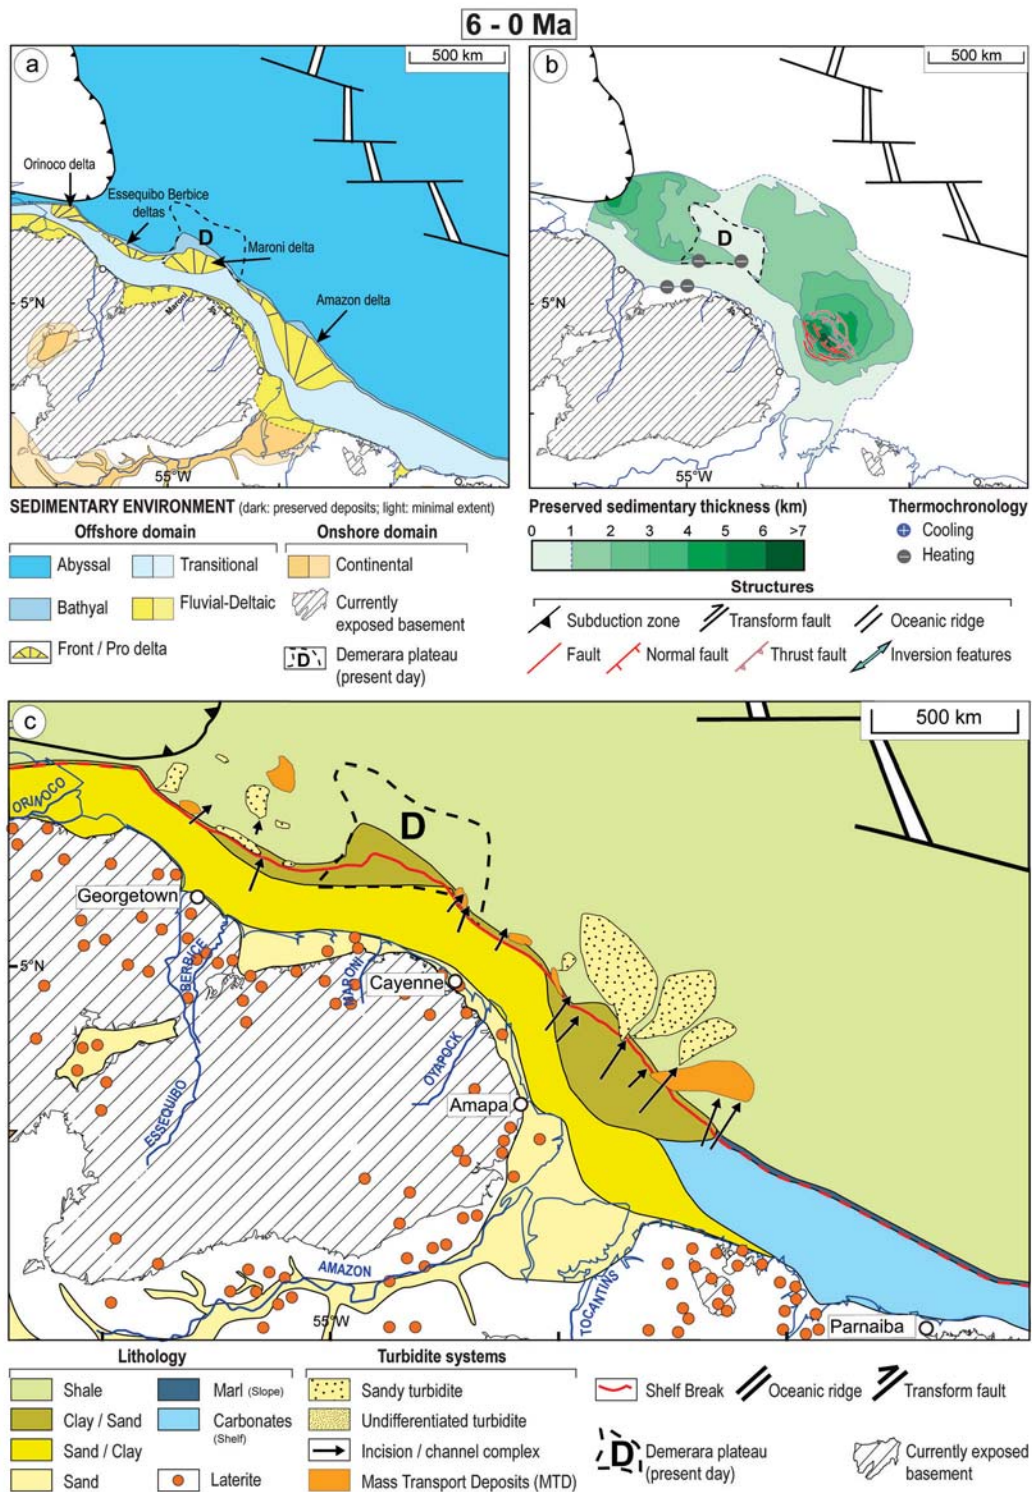 6 - 0 Ma
a
500 km
Orinoco delta
Essequibo Berbice
deltas
D
Maroni delta
Amazon delta
Maroni
5°N
55°W
b
500 km
D
5°N
55°W
SEDIMENTARY ENVIRONMENT (dark: preserved deposits; light: minimal extent)
Offshore domain
Onshore domain
Abyssal
Transitional
Continental
Bathyal
Fluvial-Deltaic
Currently
exposed basement
Front / Pro delta
D
Demerara plateau
(present day)
Preserved sedimentary thickness (km)
0 1 2 3 4 5 6 >7
Thermochronology
Cooling
Heating
Structures
Subduction zone
Transform fault
Oceanic ridge
Fault
Normal fault
Thrust fault
Inversion features
c
500 km
ORINOCO
D
Georgetown
BERBICE
5°N
MARONI
Cayenne
OYAPOCK
ESSEQUIBO
Amapa
AMAZON
TOCANTINS
55°W
Parnaiba
Lithology
Turbidite systems
Shale
Marl (Slope)
Sandy turbidite
Shelf Break
Oceanic ridge
Transform fault
Clay / Sand
Carbonates
(Shelf)
Undifferentiated turbidite
Sand / Clay
Incision / channel complex
D
Demerara plateau
(present day)
Currently exposed
basement
Sand
Laterite
Mass Transport Deposits (MTD)